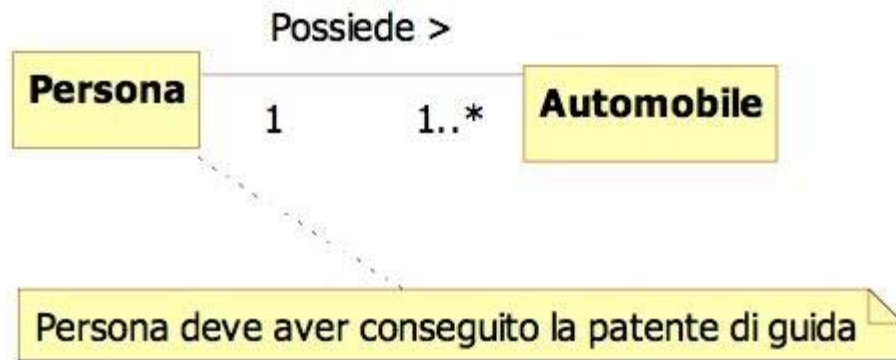 Possiede >
Persona
1
1..*
Automobile
Persona deve aver conseguito la patente di guida